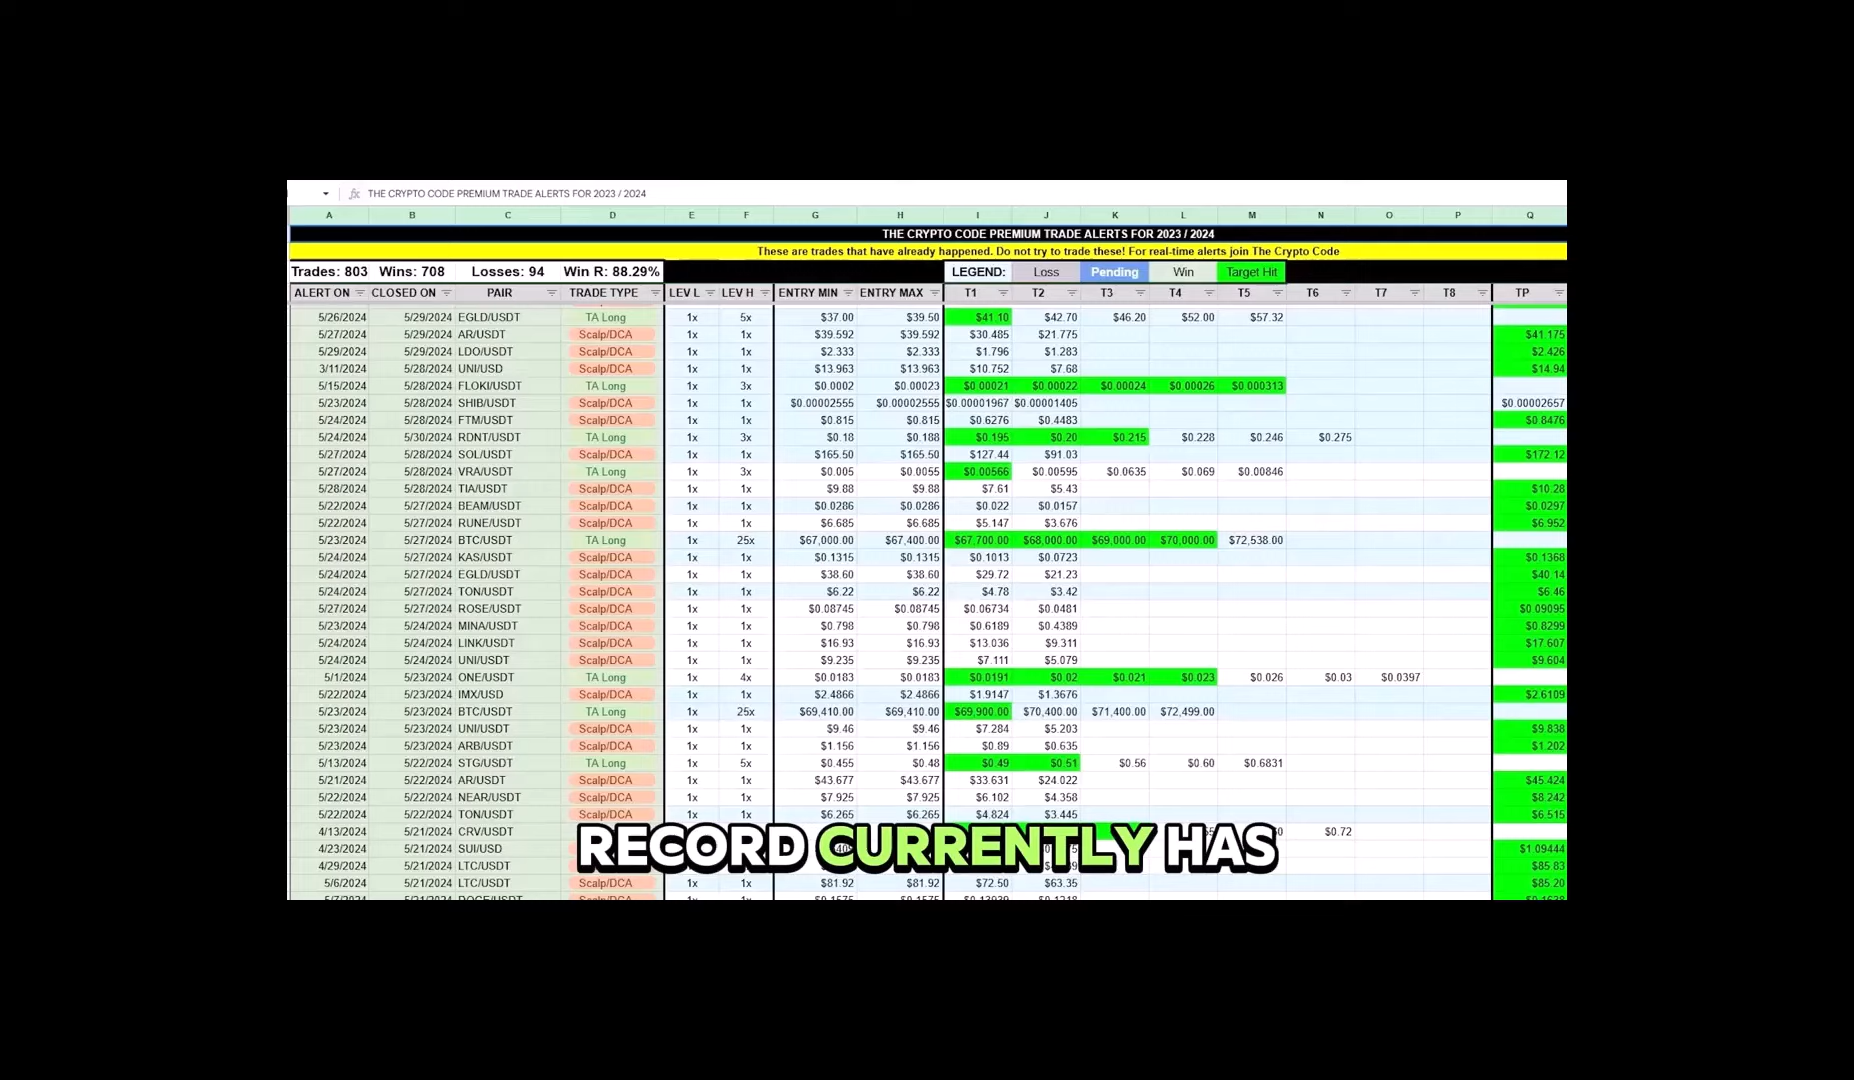 fx THE CRYPTO CODE PREMIUM TRADE ALERTS FOR 2023 / 2024
A B C D E F G H I J K L M N O P Q
THE CRYPTO CODE PREMIUM TRADE ALERTS FOR 2023 / 2024
These are trades that have already happened. Do not try to trade these! For real-time alerts join The Crypto Code
Trades: 803 Wins: 708 Losses: 94 Win R: 88.29% LEGEND: Loss Pending Win Target Hit
ALERT ON CLOSED ON PAIR TRADE TYPE LEV L LEV H ENTRY MIN ENTRY MAX T1 T2 T3 T4 T5 T6 T7 T8 TP
5/26/2024 5/29/2024 EGLD/USDT TA Long 1x 5x $37.00 $39.50 $41.10 $42.70 $46.20 $52.00 $57.32
5/27/2024 5/29/2024 AR/USDT Scalp/DCA 1x 1x $39.592 $39.592 $30.485 $21.775 $41.175
5/29/2024 5/29/2024 LDO/USDT Scalp/DCA 1x 1x $2.333 $2.333 $1.796 $1.283 $2.426
3/11/2024 5/28/2024 UNI/USD Scalp/DCA 1x 1x $13.963 $13.963 $10.752 $7.68 $14.94
5/15/2024 5/28/2024 FLOKI/USDT TA Long 1x 3x $0.0002 $0.00023 $0.00021 $0.00022 $0.00024 $0.00026 $0.000313
5/23/2024 5/28/2024 SHIB/USDT Scalp/DCA 1x 1x $0.00002555 $0.00002555 $0.00001967 $0.00001405 $0.00002657
5/24/2024 5/28/2024 FTM/USDT Scalp/DCA 1x 1x $0.815 $0.815 $0.6276 $0.4483 $0.8476
5/24/2024 5/30/2024 RDNT/USDT TA Long 1x 3x $0.18 $0.188 $0.195 $0.20 $0.215 $0.228 $0.246 $0.275
5/27/2024 5/28/2024 SOL/USDT Scalp/DCA 1x 1x $165.50 $165.50 $127.44 $91.03 $172.12
5/27/2024 5/28/2024 VRA/USDT TA Long 1x 3x $0.005 $0.0055 $0.00566 $0.00595 $0.0635 $0.069 $0.00846
5/28/2024 5/28/2024 TIA/USDT Scalp/DCA 1x 1x $9.88 $9.88 $7.61 $5.43 $10.28
5/22/2024 5/27/2024 BEAM/USDT Scalp/DCA 1x 1x $0.0286 $0.0286 $0.022 $0.0157 $0.0297
5/22/2024 5/27/2024 RUNE/USDT Scalp/DCA 1x 1x $6.685 $6.685 $5.147 $3.676 $6.952
5/23/2024 5/27/2024 BTC/USDT TA Long 1x 25x $67,000.00 $67,400.00 $67,700.00 $68,000.00 $69,000.00 $70,000.00 $72,538.00
5/24/2024 5/27/2024 KAS/USDT Scalp/DCA 1x 1x $0.1315 $0.1315 $0.1013 $0.0723 $0.1368
5/24/2024 5/27/2024 EGLD/USDT Scalp/DCA 1x 1x $38.60 $38.60 $29.72 $21.23 $40.14
5/24/2024 5/27/2024 TON/USDT Scalp/DCA 1x 1x $6.22 $6.22 $4.78 $3.42 $6.46
5/27/2024 5/27/2024 ROSE/USDT Scalp/DCA 1x 1x $0.08745 $0.08745 $0.06734 $0.0481 $0.09095
5/23/2024 5/24/2024 MINA/USDT Scalp/DCA 1x 1x $0.798 $0.798 $0.6189 $0.4389 $0.8299
5/24/2024 5/24/2024 LINK/USDT Scalp/DCA 1x 1x $16.93 $16.93 $13.036 $9.311 $17.607
5/24/2024 5/24/2024 UNI/USDT Scalp/DCA 1x 1x $9.235 $9.235 $7.111 $5.079 $9.604
5/1/2024 5/23/2024 ONE/USDT TA Long 1x 4x $0.0183 $0.0183 $0.0191 $0.02 $0.021 $0.023 $0.026 $0.03 $0.0397
5/22/2024 5/23/2024 IMX/USD Scalp/DCA 1x 1x $2.4866 $2.4866 $1.9147 $1.3676 $2.6109
5/23/2024 5/23/2024 BTC/USDT TA Long 1x 25x $69,410.00 $69,410.00 $69,900.00 $70,400.00 $71,400.00 $72,499.00
5/23/2024 5/23/2024 UNI/USDT Scalp/DCA 1x 1x $9.46 $9.46 $7.284 $5.203 $9.838
5/23/2024 5/23/2024 ARB/USDT Scalp/DCA 1x 1x $1.156 $1.156 $0.89 $0.635 $1.202
5/13/2024 5/22/2024 STG/USDT TA Long 1x 5x $0.455 $0.48 $0.49 $0.51 $0.56 $0.60 $0.6831
5/21/2024 5/22/2024 AR/USDT Scalp/DCA 1x 1x $43.677 $43.677 $33.631 $24.022 $45.424
5/22/2024 5/22/2024 NEAR/USDT Scalp/DCA 1x 1x $7.925 $7.925 $6.102 $4.358 $8.242
5/22/2024 5/22/2024 TON/USDT Scalp/DCA 1x 1x $6.265 $6.265 $4.824 $3.445 $6.515
4/13/2024 5/21/2024 CRV/USDT $0.72
4/23/2024 5/21/2024 SUI/USD $1.09444
4/29/2024 5/21/2024 LTC/USDT $85.83
RECORD CURRENTLY HAS
5/6/2024 5/21/2024 LTC/USDT Scalp/DCA 1x 1x $81.92 $81.92 $72.50 $63.35 $85.20